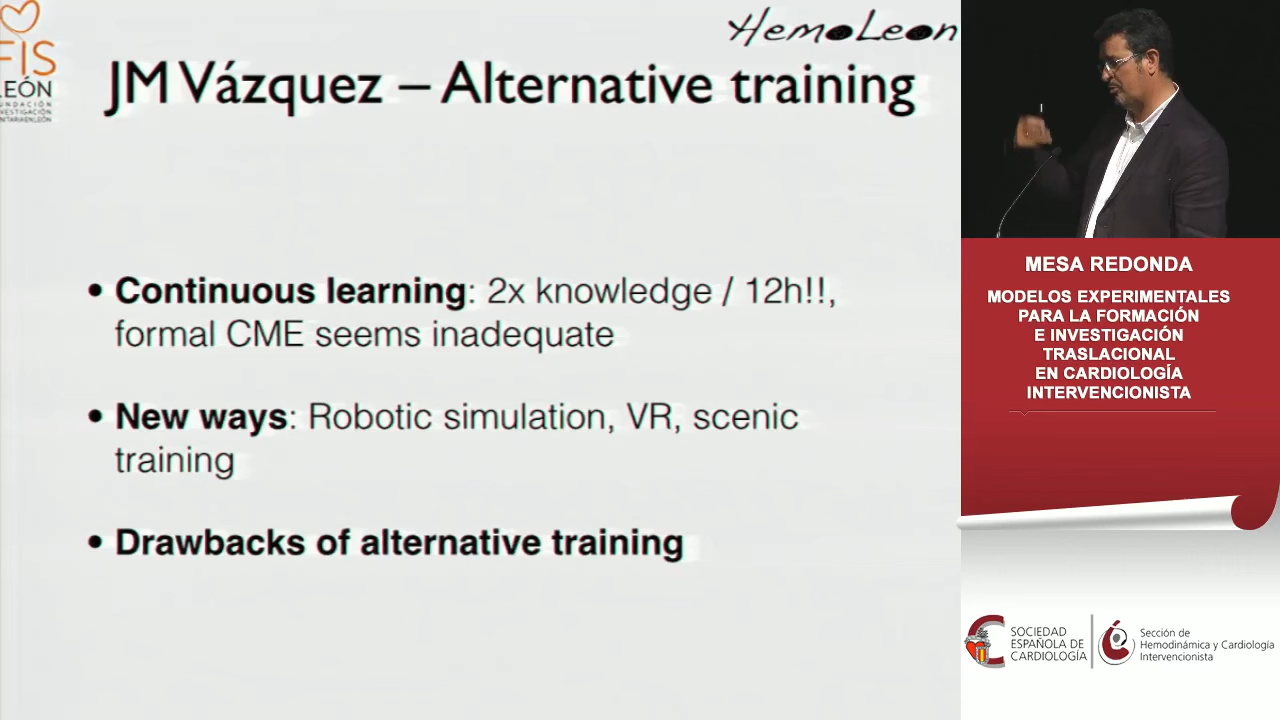 HemoLeon
FIS
LEÓN
JM Vázquez – Alternative training
• Continuous learning: 2x knowledge / 12h!!,
formal CME seems inadequate
• New ways: Robotic simulation, VR, scenic
training
• Drawbacks of alternative training
MESA REDONDA
MODELOS EXPERIMENTALES
PARA LA FORMACIÓN
E INVESTIGACIÓN
TRASLACIONAL
EN CARDIOLOGÍA
INTERVENCIONISTA
SOCIEDAD
ESPAÑOLA DE
CARDIOLOGÍA
Sección de
Hemodinámica y Cardiología
Intervencionista